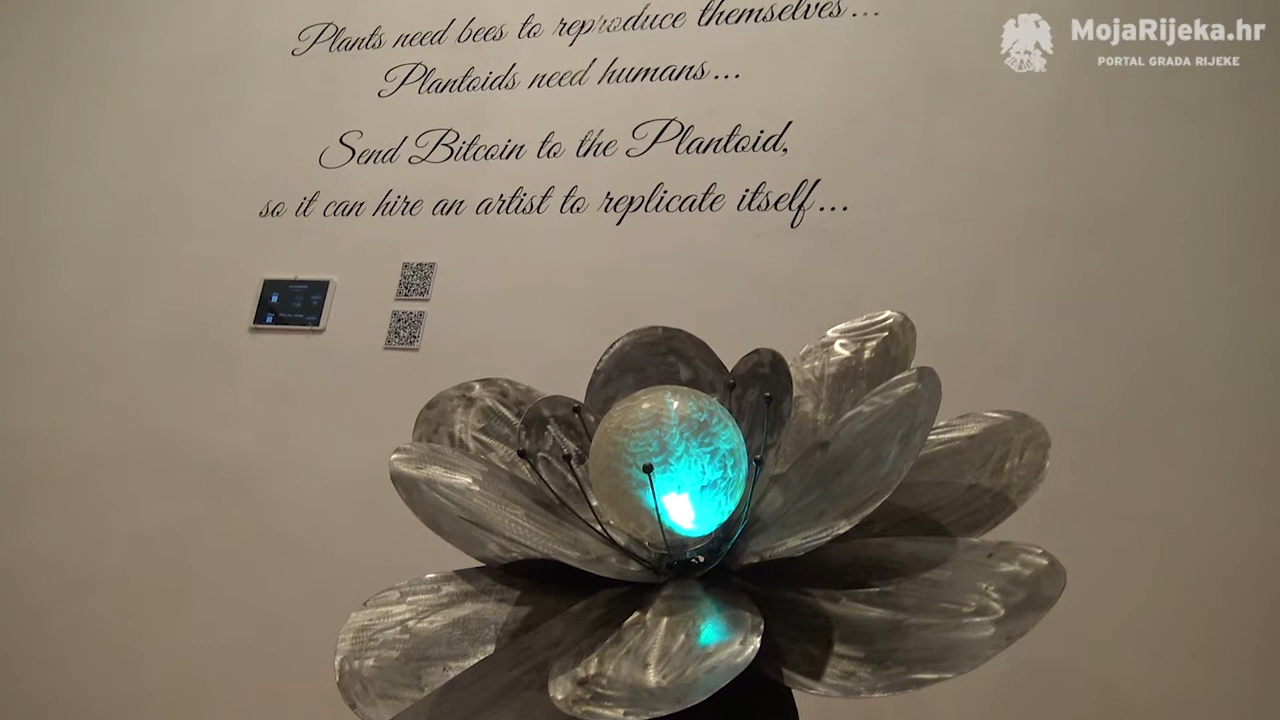 Plants need bees to reproduce themselves...
Plantoids need humans...
Send Bitcoin to the Plantoid,
so it can hire an artist to replicate itself...
MojaRijeka.hr
PORTAL GRADA RIJEKE